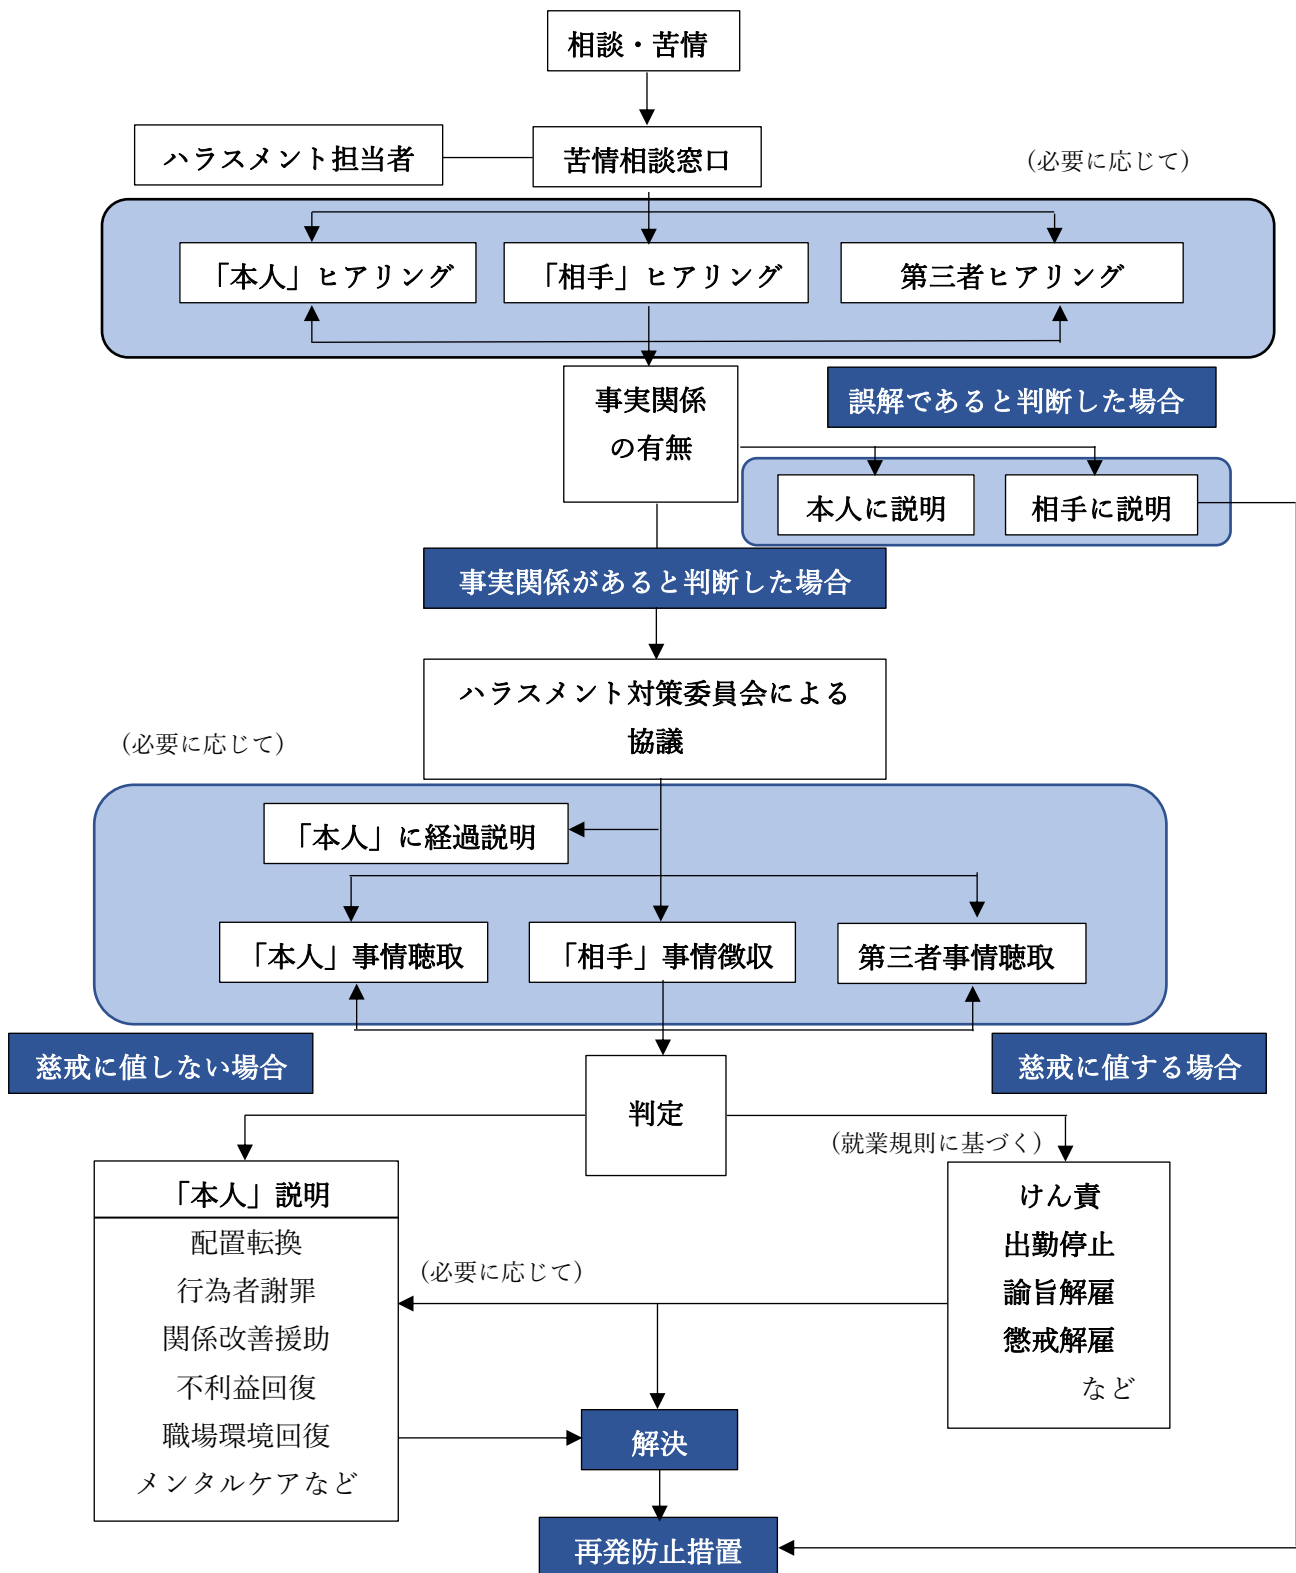 相談・苦情
ハラスメント担当者
苦情相談窓口
(必要に応じて)
「本人」ヒアリング
「相手」ヒアリング
第三者ヒアリング
事実関係
の有無
誤解であると判断した場合
本人に説明
相手に説明
事実関係があると判断した場合
ハラスメント対策委員会による
協議
(必要に応じて)
「本人」に経過説明
「本人」事情聴取
「相手」事情徴収
第三者事情聴取
慈戒に値しない場合
慈戒に値する場合
判定
(就業規則に基づく)
「本人」説明
配置転換
行為者謝罪
関係改善援助
不利益回復
職場環境回復
メンタルケアなど
(必要に応じて)
けん責
出勤停止
諭旨解雇
懲戒解雇
など
解決
再発防止措置